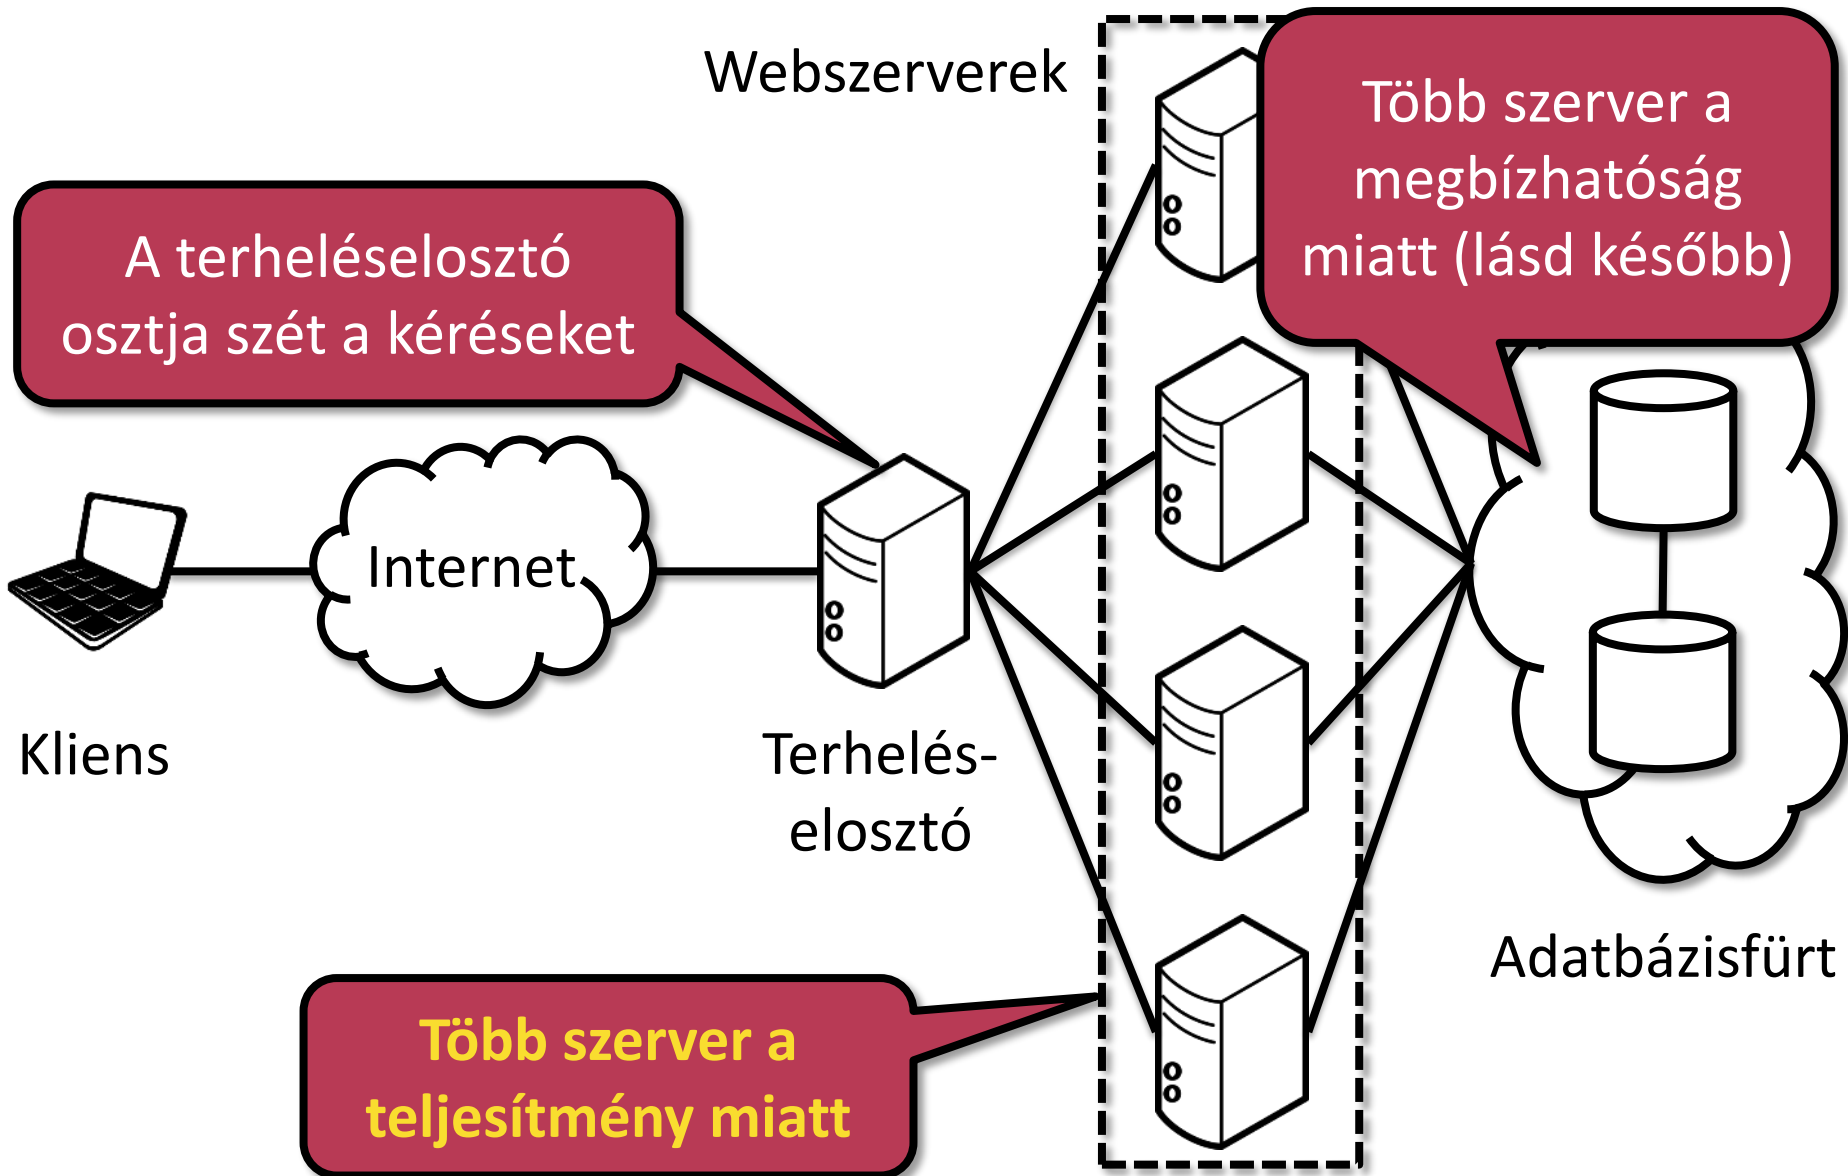 Webszerverek
Több szerver a
megbízhatóság
miatt (lásd később)
A terheléselosztó
osztja szét a kéréseket
Internet
Kliens
Terhelés-
elosztó
Adatbázisfürt
Több szerver a
teljesítmény miatt